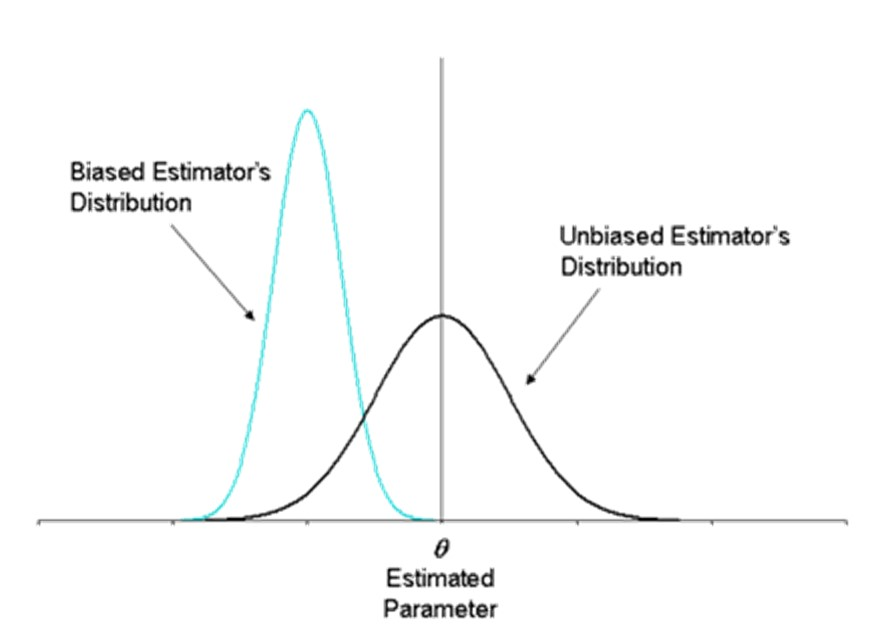 Biased Estimator's
Distribution
Unbiased Estimator's
Distribution
θ
Estimated
Parameter